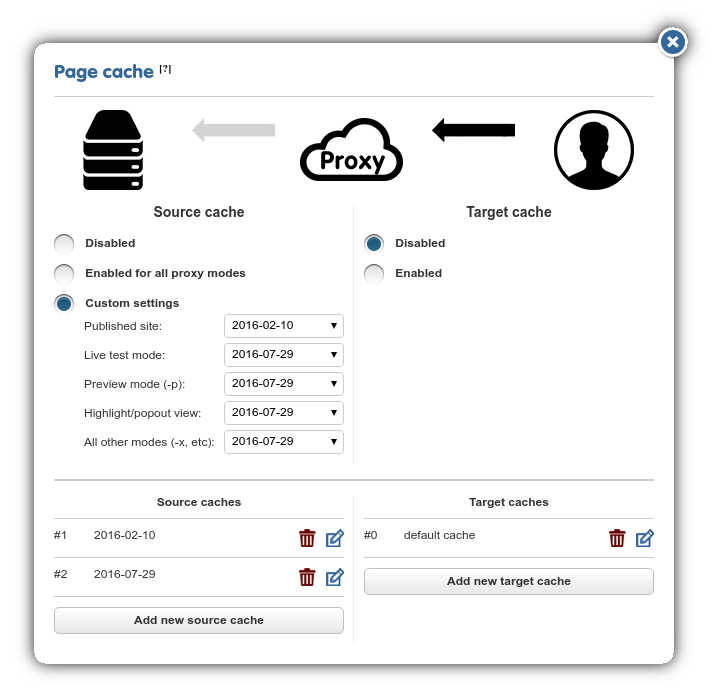 Page cache [?]
Proxy
Source cache
Disabled
Enabled for all proxy modes
Custom settings
Published site: 2016-02-10
Live test mode: 2016-07-29
Preview mode (-p): 2016-07-29
Highlight/popout view: 2016-07-29
All other modes (-x, etc): 2016-07-29
Target cache
Disabled
Enabled
Source caches
#1 2016-02-10
#2 2016-07-29
Add new source cache
Target caches
#0 default cache
Add new target cache